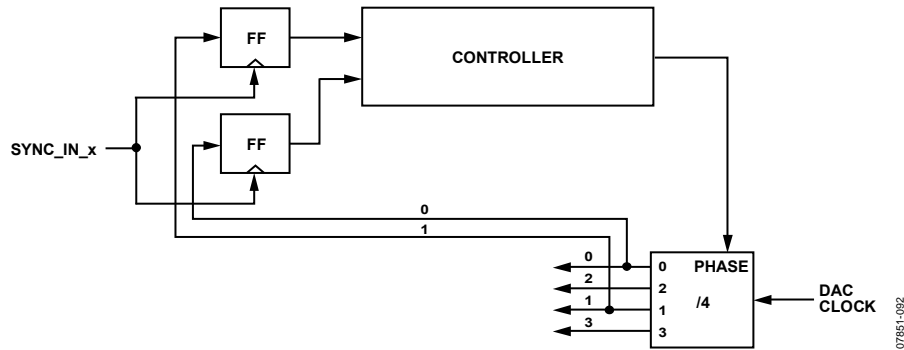 FF
CONTROLLER
FF
SYNC_IN_x
0
1
0
2
1
3
0
2
1
3
PHASE
/4
DAC
CLOCK
07851-092